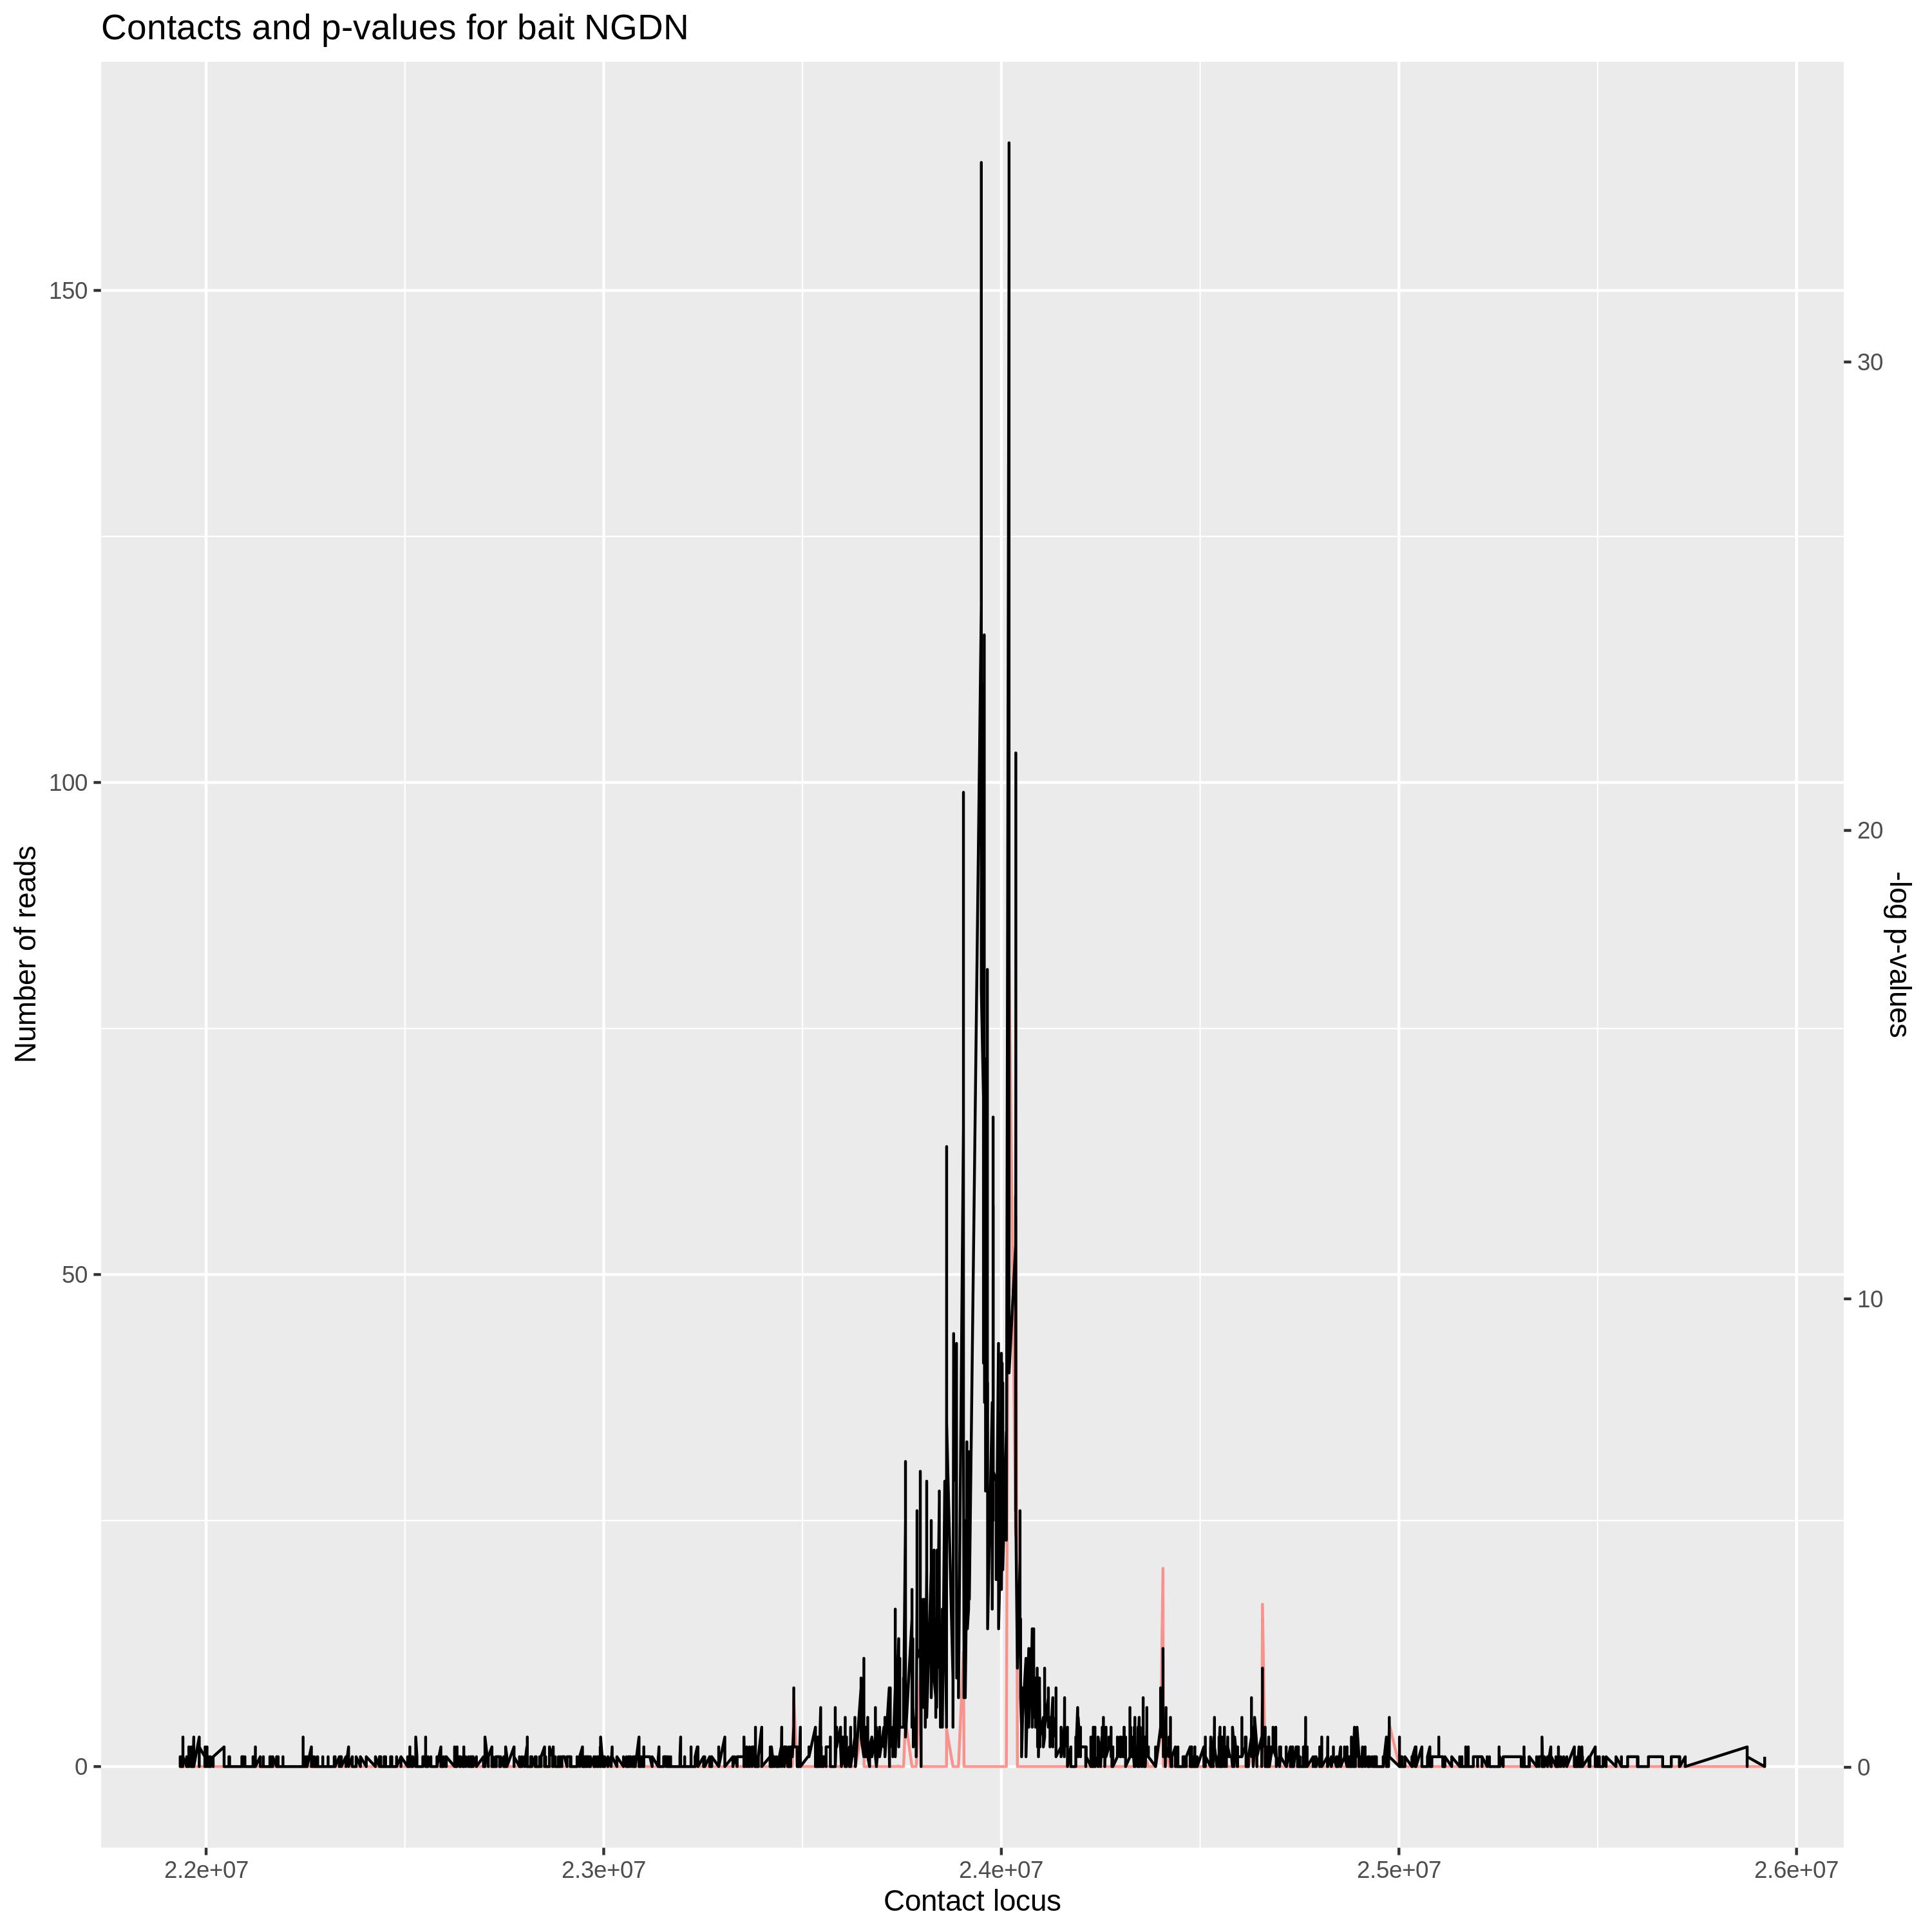 Contacts and p-values for bait NGDN
150
100
50
0
30
20
10
0
Number of reads
-log p-values
2.2e+07 2.3e+07 2.4e+07 2.5e+07 2.6e+07
Contact locus